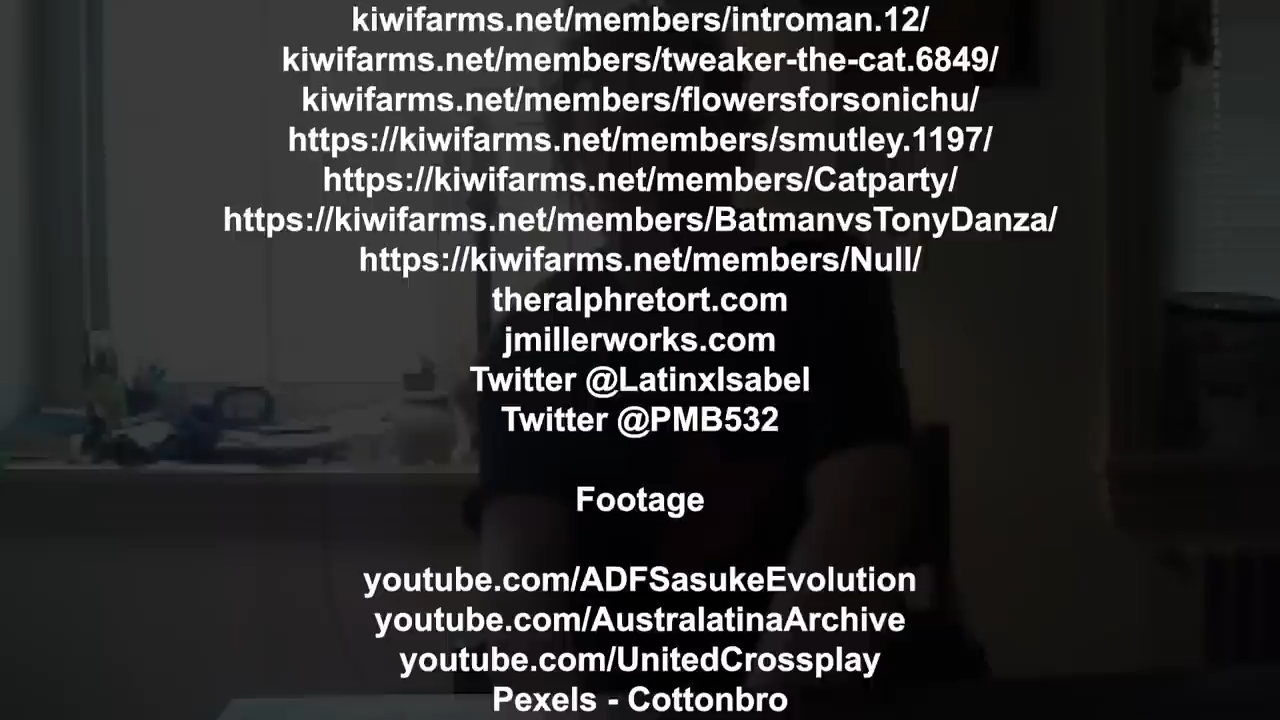 kiwifarms.net/members/introman.12/
kiwifarms.net/members/tweaker-the-cat.6849/
kiwifarms.net/members/flowersforsonichu/
https://kiwifarms.net/members/smutley.1197/
https://kiwifarms.net/members/Catparty/
https://kiwifarms.net/members/BatmanvsTonyDanza/
https://kiwifarms.net/members/Null/
theralphretort.com
jmillerworks.com
Twitter @LatinxIsabel
Twitter @PMB532
Footage
youtube.com/ADFSasukeEvolution
youtube.com/AustralatinaArchive
youtube.com/UnitedCrossplay
Pexels - Cottonbro